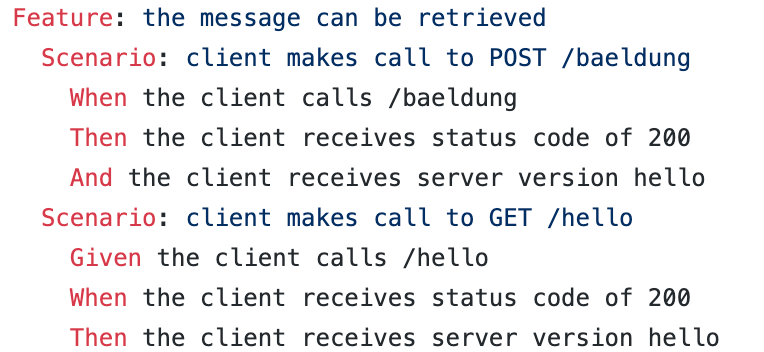 Feature: the message can be retrieved
Scenario: client makes call to POST /baeldung
When the client calls /baeldung
Then the client receives status code of 200
And the client receives server version hello
Scenario: client makes call to GET /hello
Given the client calls /hello
When the client receives status code of 200
Then the client receives server version hello